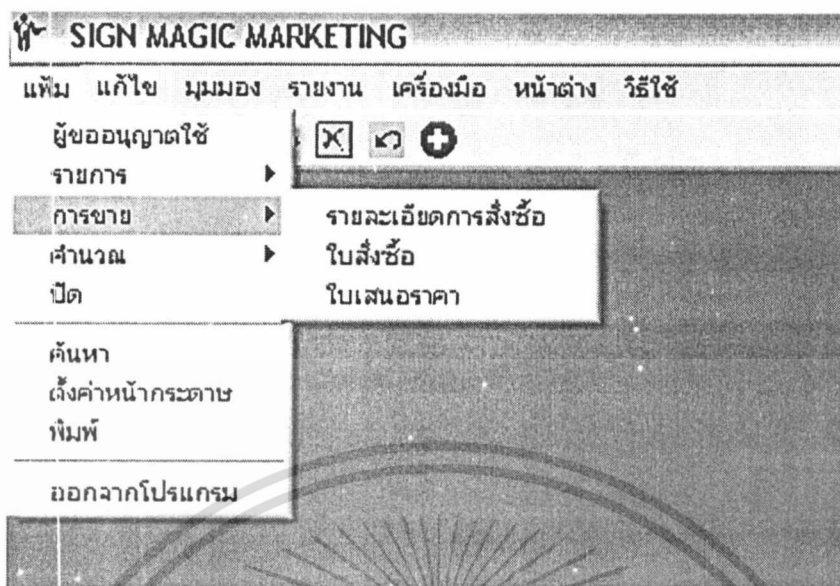 SIGN MAGIC MARKETING
แฟ้ม แก้ไข มุมมอง รายงาน เครื่องมือ หน้าต่าง วิธีใช้
ผู้ขออนุญาตใช้
รายการ
การขาย
คำนวณ
ปิด
ค้นหา
ตั้งค่าหน้ากระดาษ
พิมพ์
ออกจากโปรแกรม
รายละเอียดการสั่งซื้อ
ใบสั่งซื้อ
ใบเสนอราคา